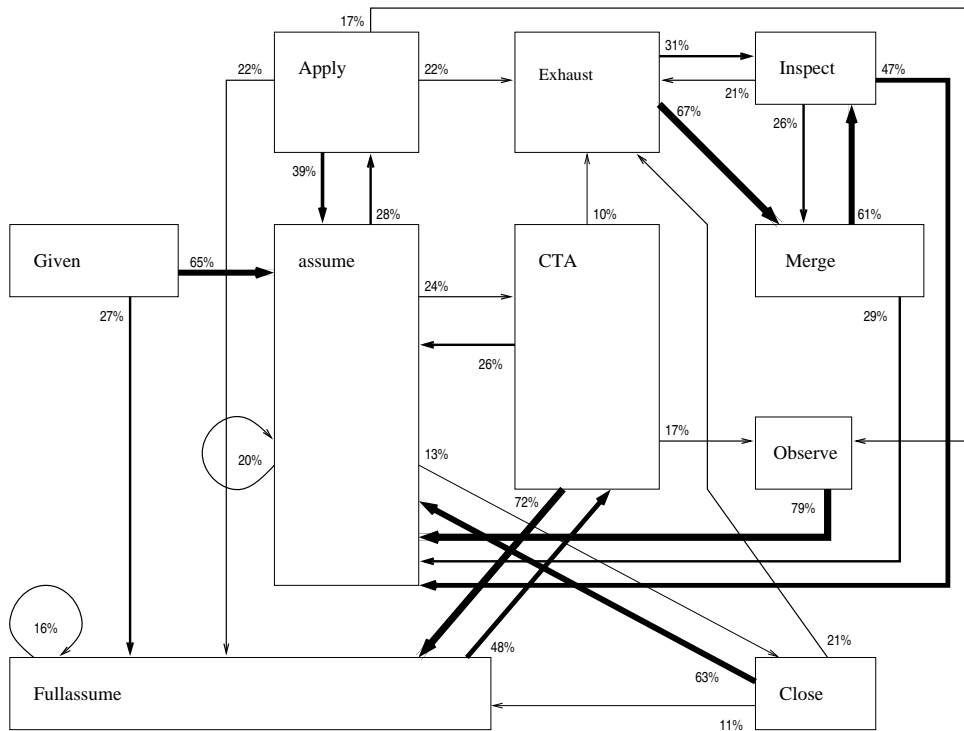 17%
22%
Apply
22%
Exhaust
31%
Inspect
47%
21%
67%
26%
39%
28%
10%
61%
Given
65%
assume
CTA
Merge
27%
24%
29%
26%
20%
13%
17%
Observe
72%
79%
16%
48%
21%
Fullassume
63%
Close
11%